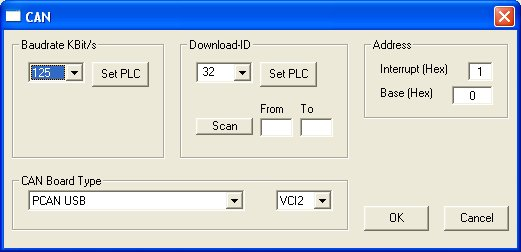 CAN
Baudrate KBit/s
125
Set PLC
Download-ID
32
Set PLC
From To
Scan
Address
Interrupt (Hex) 1
Base (Hex) 0
CAN Board Type
PCAN USB
VCI2
OK
Cancel